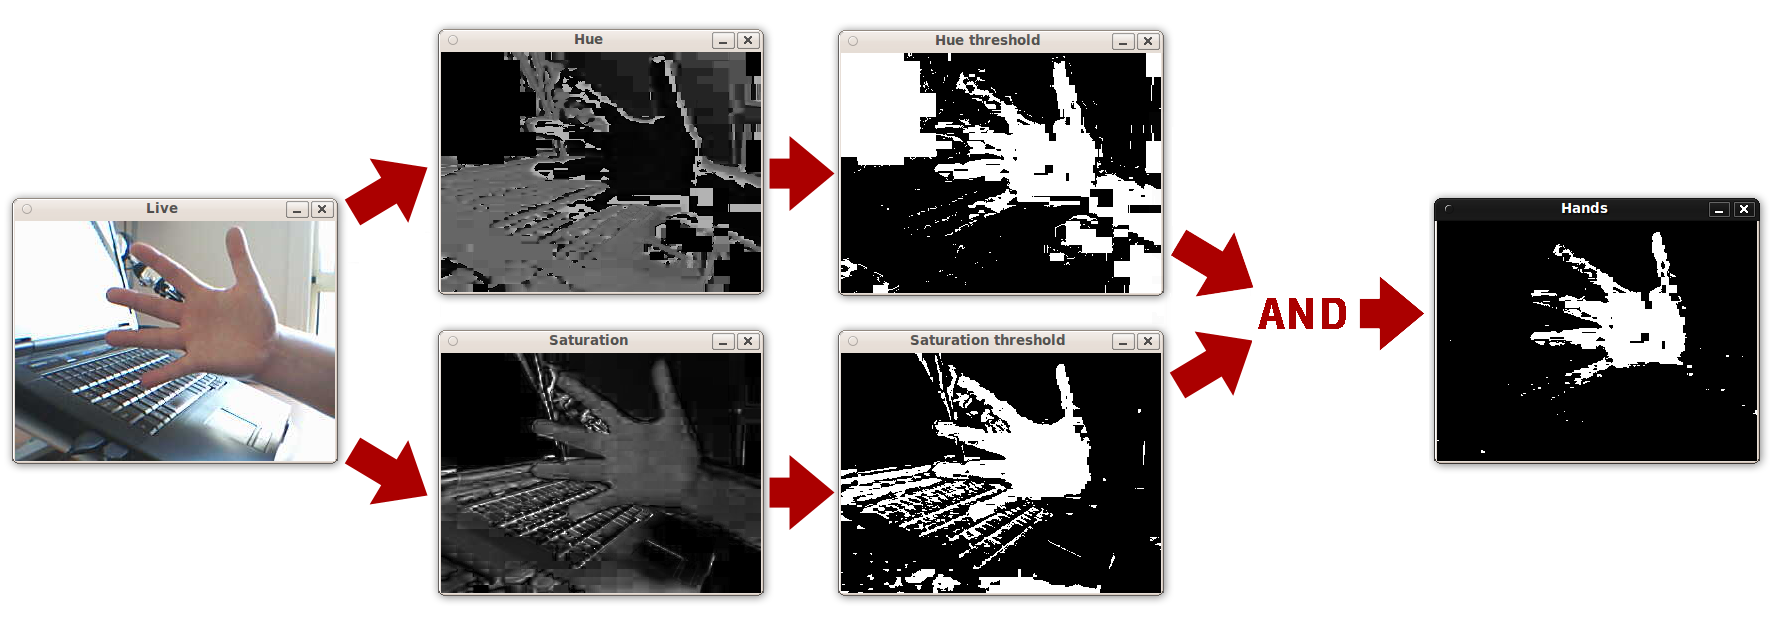 Hue
Hue threshold
Live
Hands
AND
Saturation
Saturation threshold